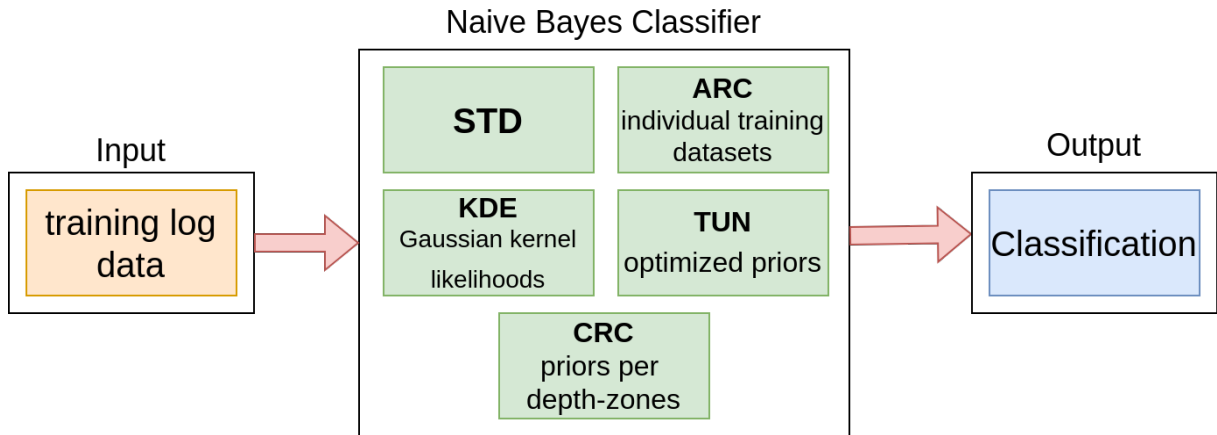 Naive Bayes Classifier
Input
training log
data
STD
ARC
individual training
datasets
KDE
Gaussian kernel
likelihoods
TUN
optimized priors
CRC
priors per
depth-zones
Output
Classification